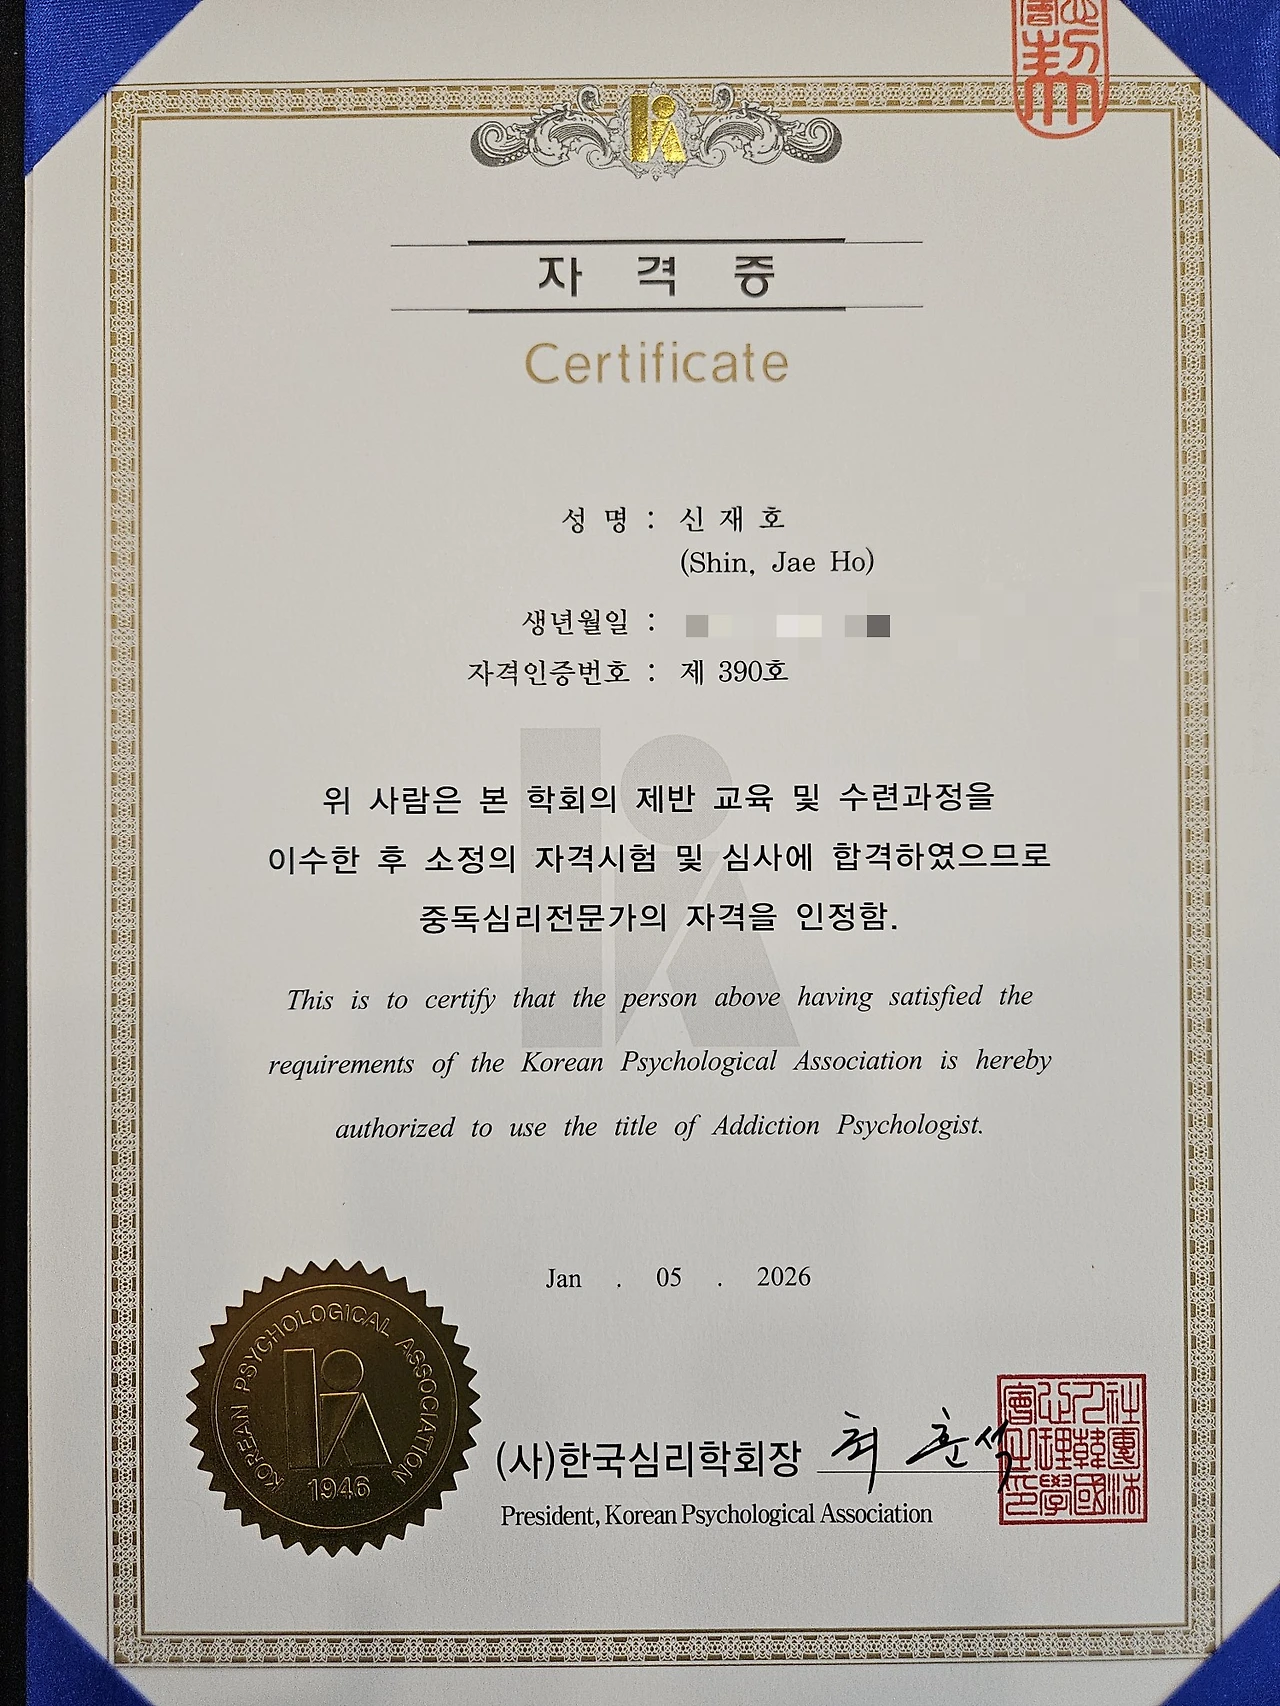 자 격 증
Certificate
성 명 : 신 재 호
(Shin, Jae Ho)
생년월일 :
자격인증번호 : 제 390호
위 사람은 본 학회의 제반 교육 및 수련과정을
이수한 후 소정의 자격시험 및 심사에 합격하였으므로
중독심리전문가의 자격을 인정함.
This is to certify that the person above having satisfied the
requirements of the Korean Psychological Association is hereby
authorized to use the title of Addiction Psychologist.
Jan . 05 . 2026
KOREAN PSYCHOLOGICAL ASSOCIATION
1946
(사)한국심리학회장 최훈석
President, Korean Psychological Association